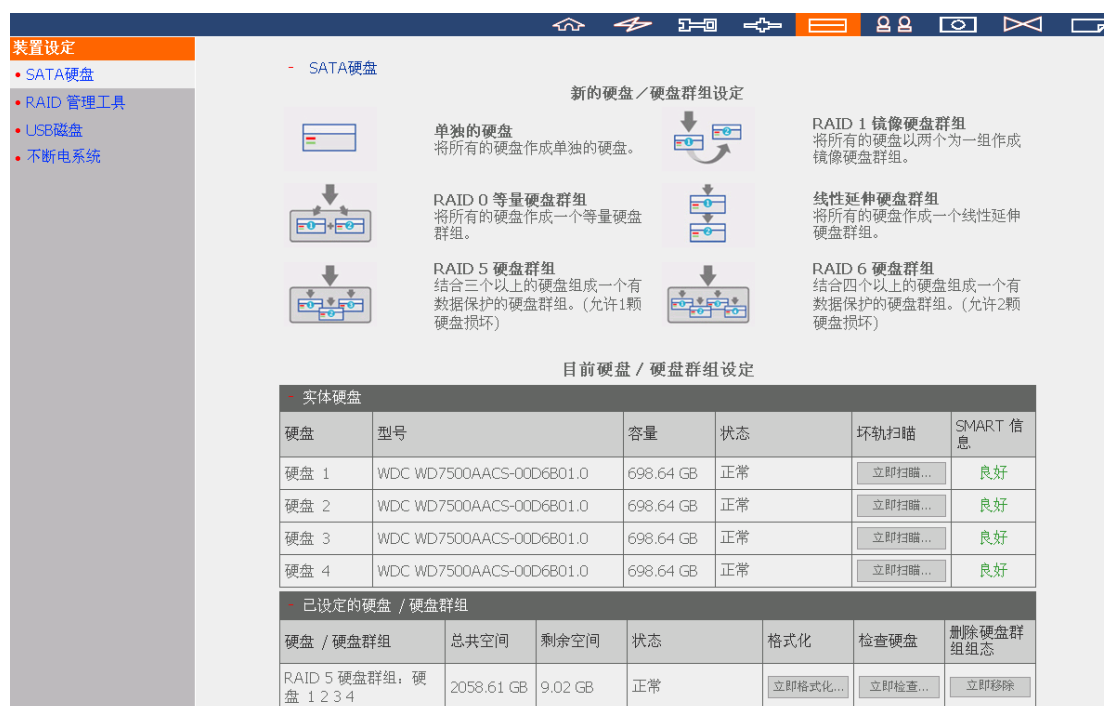 装置设定
• SATA硬盘
• RAID 管理工具
• USB磁盘
• 不断电系统
- SATA硬盘
新的硬盘／硬盘群组设定
单独的硬盘
将所有的硬盘作成单独的硬盘。
RAID 1 镜像硬盘群组
将所有的硬盘以两个为一组作成
镜像硬盘群组。
RAID 0 等量硬盘群组
将所有的硬盘作成一个等量硬盘
群组。
线性延伸硬盘群组
将所有的硬盘作成一个线性延伸
硬盘群组。
RAID 5 硬盘群组
结合三个以上的硬盘组成一个有
数据保护的硬盘群组。(允许1颗
硬盘损坏)
RAID 6 硬盘群组
结合四个以上的硬盘组成一个有
数据保护的硬盘群组。(允许2颗
硬盘损坏)
目前硬盘 / 硬盘群组设定
- 实体硬盘
硬盘 型号 容量 状态 坏轨扫瞄 SMART 信
息
硬盘 1 WDC WD7500AACS-00D6B01.0 698.64 GB 正常 立即扫瞄... 良好
硬盘 2 WDC WD7500AACS-00D6B01.0 698.64 GB 正常 立即扫瞄... 良好
硬盘 3 WDC WD7500AACS-00D6B01.0 698.64 GB 正常 立即扫瞄... 良好
硬盘 4 WDC WD7500AACS-00D6B01.0 698.64 GB 正常 立即扫瞄... 良好
- 已设定的硬盘 / 硬盘群组
硬盘 / 硬盘群组 总共空间 剩余空间 状态 格式化 检查硬盘 删除硬盘群
组组态
RAID 5 硬盘群组：硬
盘 1 2 3 4 2058.61 GB 9.02 GB 正常 立即格式化... 立即检查... 立即移除